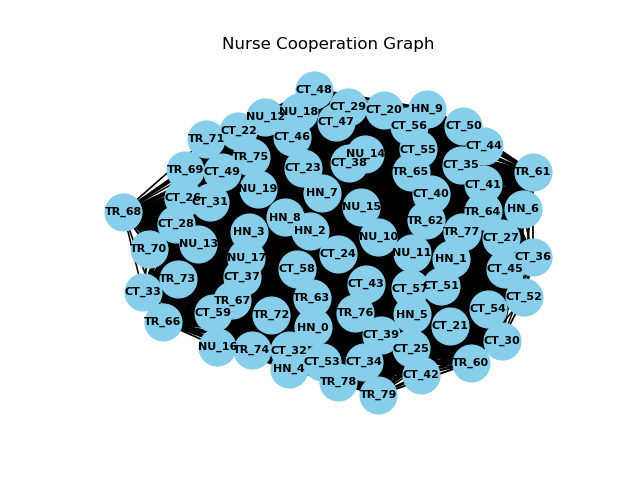 Nurse Cooperation Graph
CT_48
CT_29
NU_18
CT_20
HN_9
NU_12
CT_47
CT_56
CT_50
CT_22
TR_71
CT_46
CT_44
CT_55
NU_14
TR_75
CT_38
CT_35
CT_23
TR_69
CT_49
TR_65
TR_61
CT_41
NU_19
HN_7
CT_40
CT_26
CT_31
NU_15
HN_6
TR_68
TR_64
HN_8
TR_62
CT_28
HN_3
HN_2
TR_77
NU_10
CT_27
NU_13
TR_70
NU_11
CT_24
NU_17
HN_1
CT_36
CT_58
CT_45
TR_73
CT_37
CT_43
CT_57
CT_51
CT_33
TR_63
CT_52
TR_67
CT_59
TR_72
TR_76
HN_5
CT_54
TR_66
HN_0
CT_21
CT_39
CT_30
NU_16
TR_74
CT_32
CT_25
CT_53
CT_34
TR_60
HN_4
CT_42
TR_78
TR_79